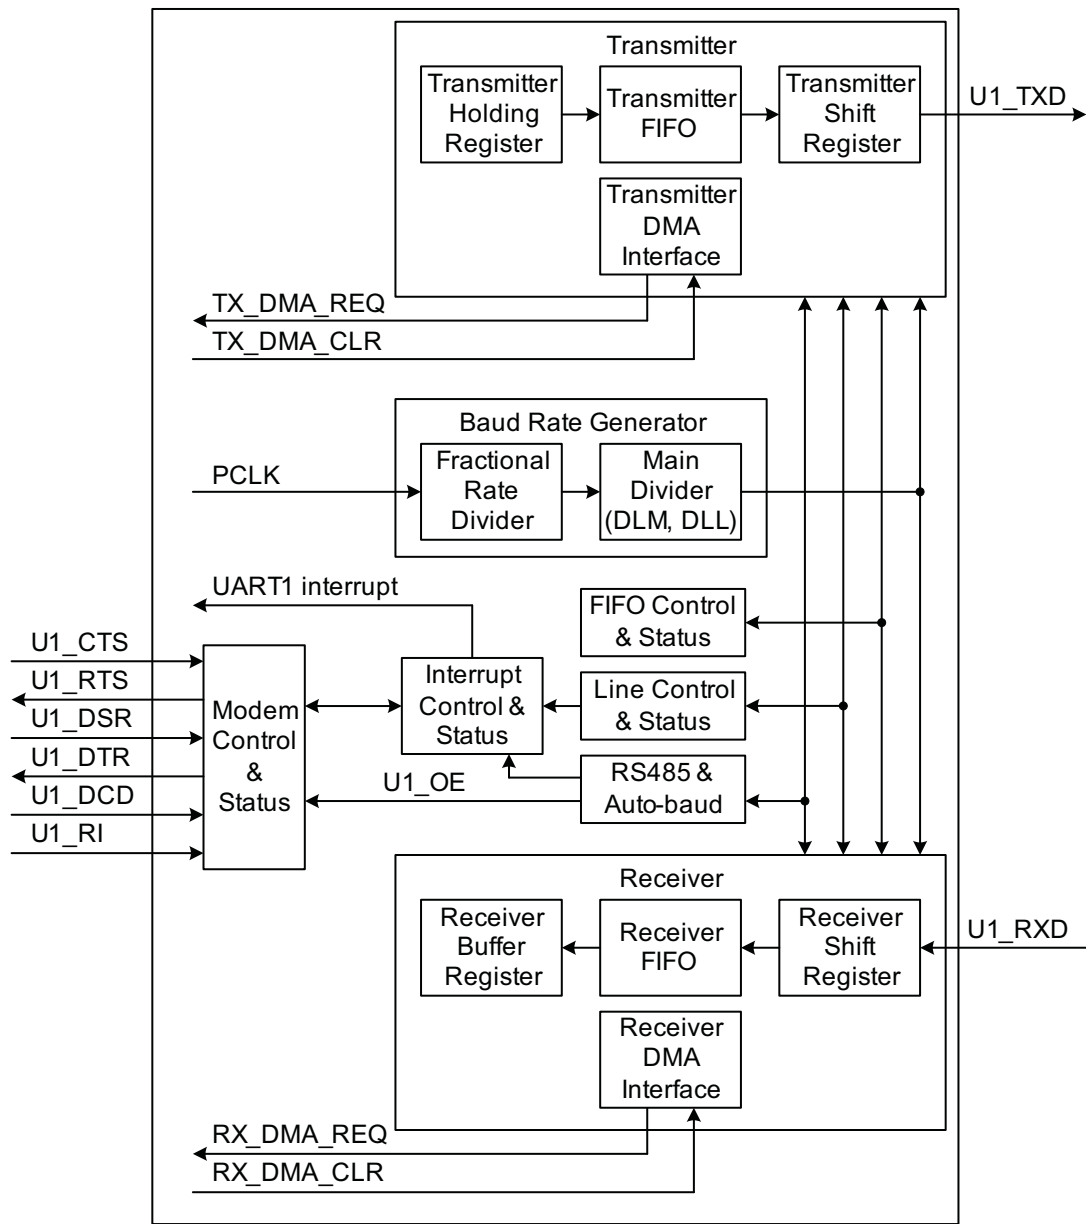 Transmitter
Transmitter
Holding
Register
Transmitter
FIFO
Transmitter
Shift
Register
U1_TXD
Transmitter
DMA
Interface
TX_DMA_REQ
TX_DMA_CLR
Baud Rate Generator
PCLK
Fractional
Rate
Divider
Main
Divider
(DLM, DLL)
UART1 interrupt
FIFO Control
& Status
U1_CTS
U1_RTS
U1_DSR
U1_DTR
U1_DCD
U1_RI
Modem
Control
&
Status
Interrupt
Control &
Status
Line Control
& Status
U1_OE
RS485 &
Auto-baud
Receiver
Receiver
Buffer
Register
Receiver
FIFO
Receiver
Shift
Register
U1_RXD
Receiver
DMA
Interface
RX_DMA_REQ
RX_DMA_CLR